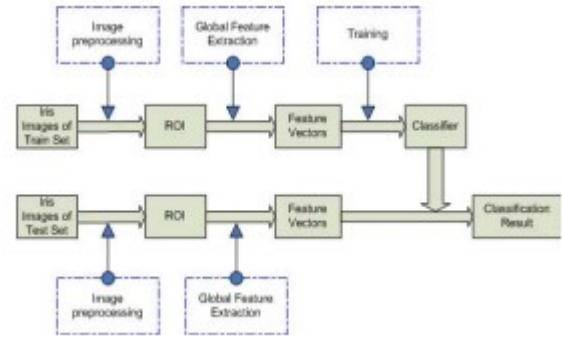 Image
preprocessing
Global Feature
Extraction
Training
Iris
Images of
Train Set
ROI
Feature
Vectors
Classifier
Iris
Images of
Test Set
ROI
Feature
Vectors
Classification
Result
Image
preprocessing
Global Feature
Extraction